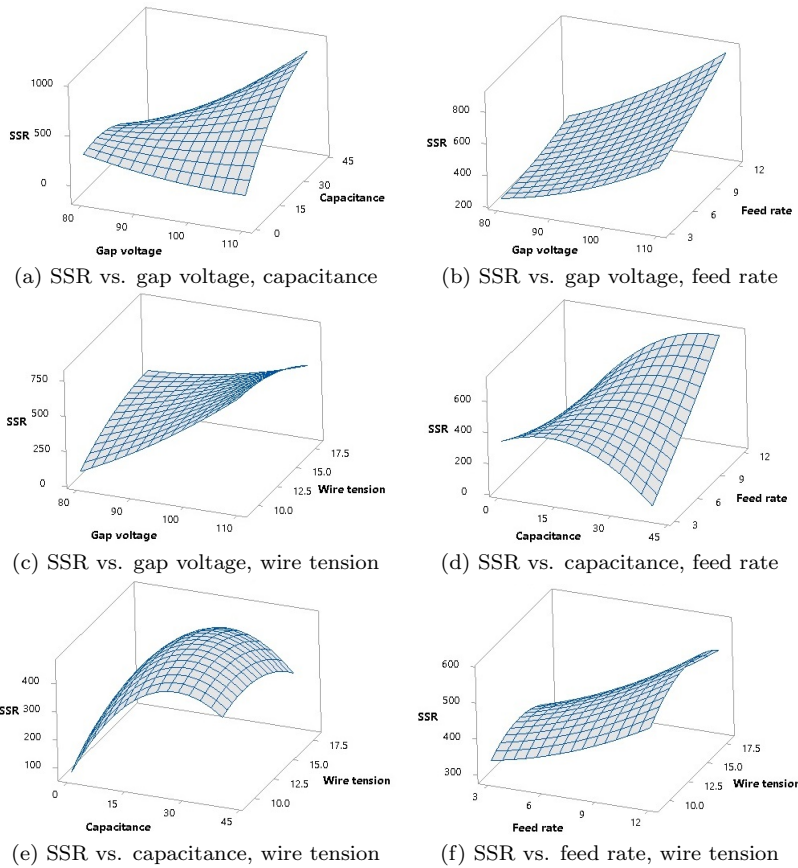 1000
500
0
SSR
80
90
100
110
Gap voltage
0
15
30
45
Capacitance
(a) SSR vs. gap voltage, capacitance
800
600
400
200
SSR
80
90
100
110
Gap voltage
3
6
9
12
Feed rate
(b) SSR vs. gap voltage, feed rate
750
500
250
0
SSR
80
90
100
110
Gap voltage
10.0
12.5
15.0
17.5
Wire tension
(c) SSR vs. gap voltage, wire tension
600
400
200
0
SSR
0
15
30
45
Capacitance
3
6
9
12
Feed rate
(d) SSR vs. capacitance, feed rate
400
300
200
100
SSR
0
15
30
45
Capacitance
10.0
12.5
15.0
17.5
Wire tension
(e) SSR vs. capacitance, wire tension
600
500
400
300
SSR
3
6
9
12
Feed rate
10.0
12.5
15.0
17.5
Wire tension
(f) SSR vs. feed rate, wire tension